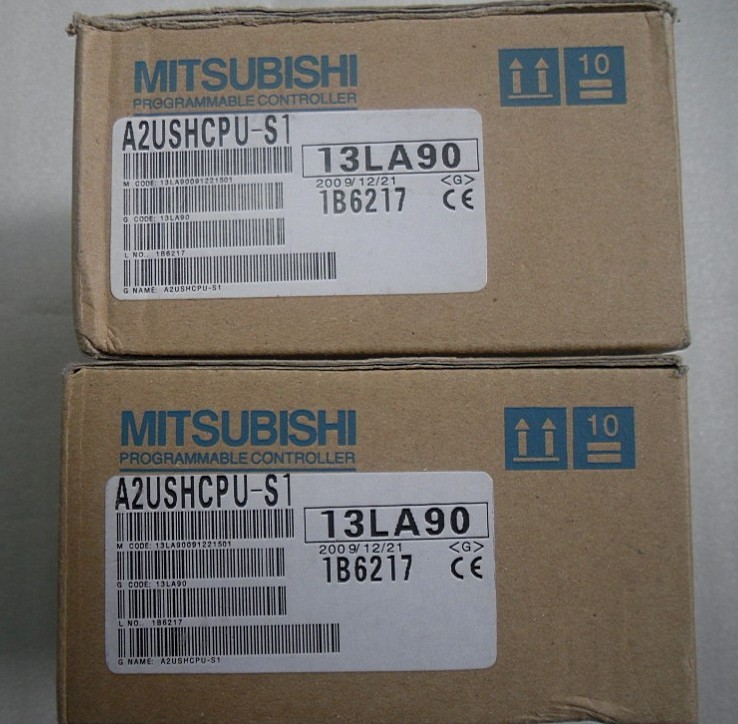 MITSUBISHI
PROGRAMMABLE CONTROLLER
10
A2USHCPU-S1
13LA90
M CODE: 13LA90091221501
2009/12/21 <G>
1B6217 CE
G CODE: 13LA90
L NO.. 1B6217
G NAME: A2USHCPU-S1
MITSUBISHI
PROGRAMMABLE CONTROLLER
10
A2USHCPU-S1
13LA90
M CODE: 13LA90091221501
2009/12/21 <G>
1B6217 CE
G CODE: 13LA90
L NO.. 1B6217
G NAME: A2USHCPU-S1